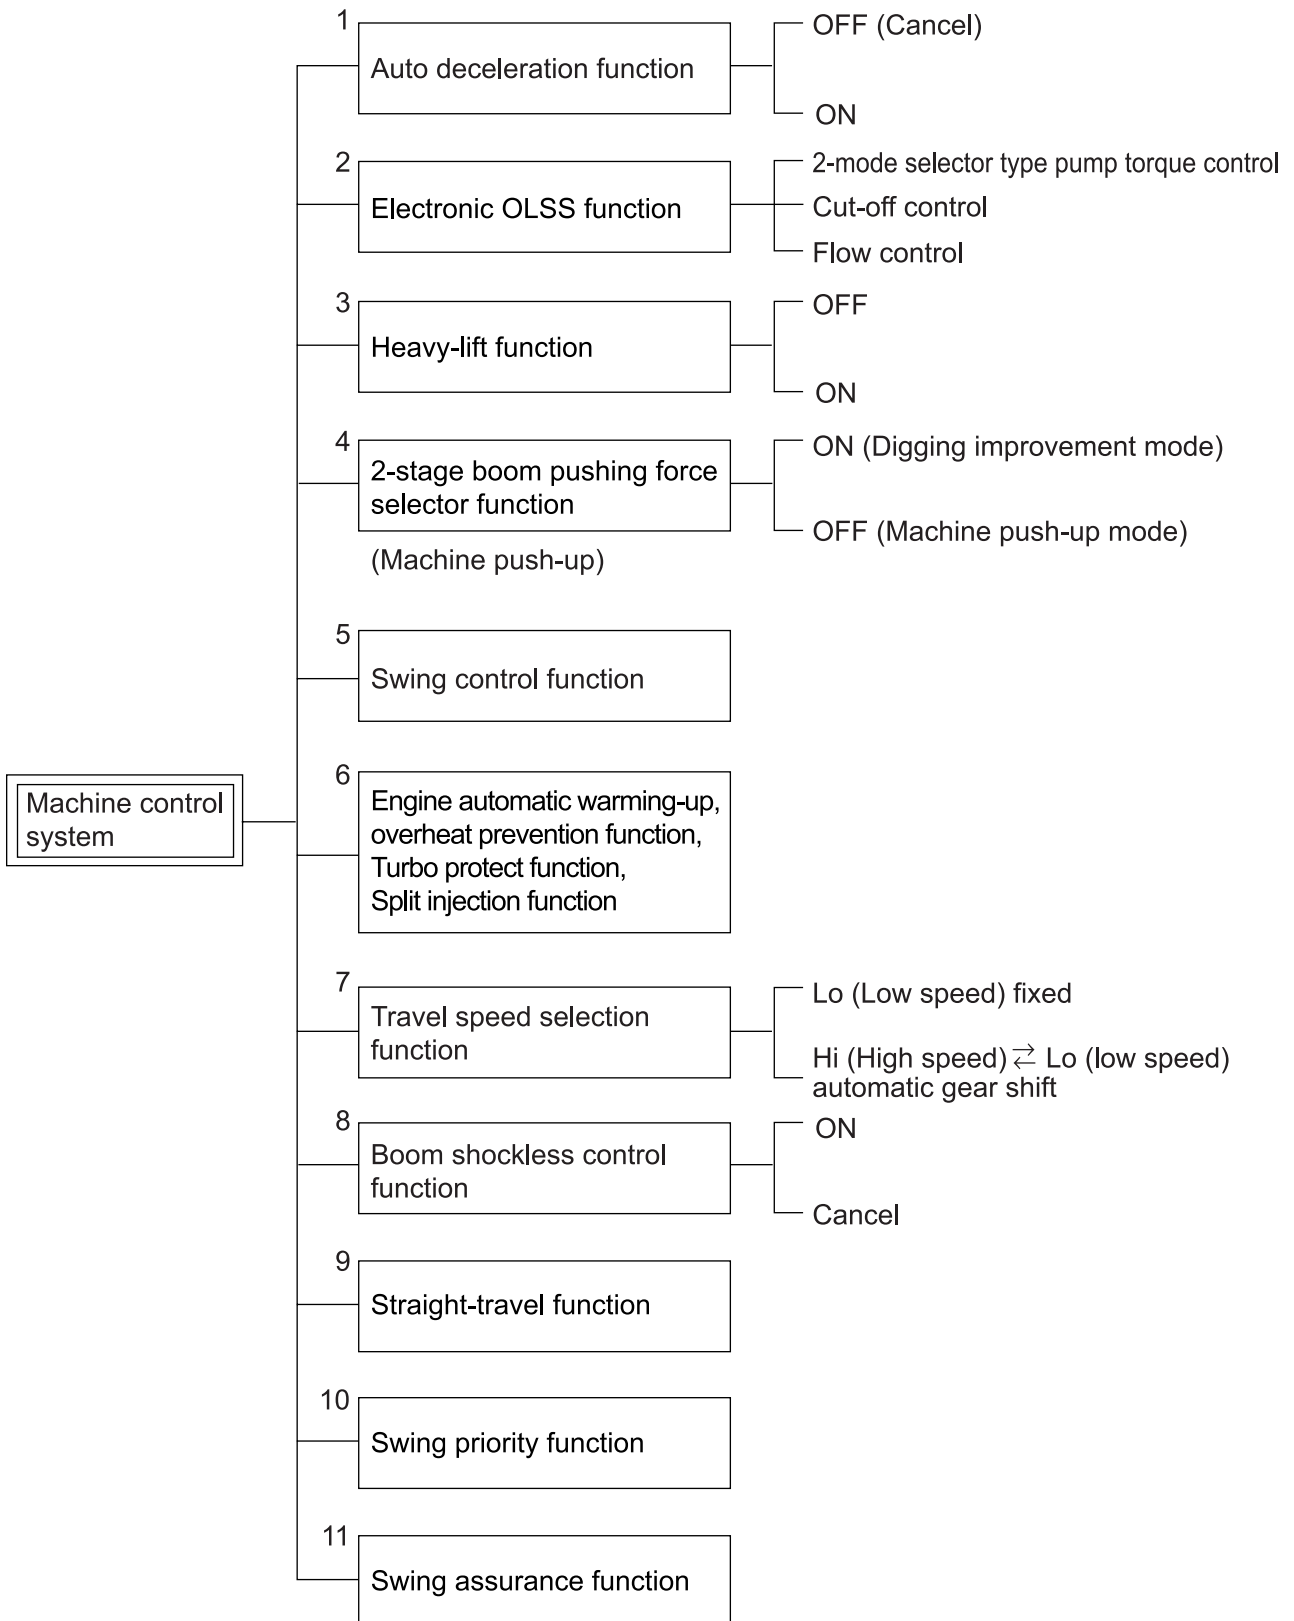 1
Auto deceleration function
OFF (Cancel)
ON
2
Electronic OLSS function
2-mode selector type pump torque control
Cut-off control
Flow control
3
Heavy-lift function
OFF
ON
4
2-stage boom pushing force
selector function
(Machine push-up)
ON (Digging improvement mode)
OFF (Machine push-up mode)
5
Swing control function
Machine control
system
6
Engine automatic warming-up,
overheat prevention function,
Turbo protect function,
Split injection function
7
Travel speed selection
function
Lo (Low speed) fixed
Hi (High speed) ⇄ Lo (low speed)
automatic gear shift
8
Boom shockless control
function
ON
Cancel
9
Straight-travel function
10
Swing priority function
11
Swing assurance function